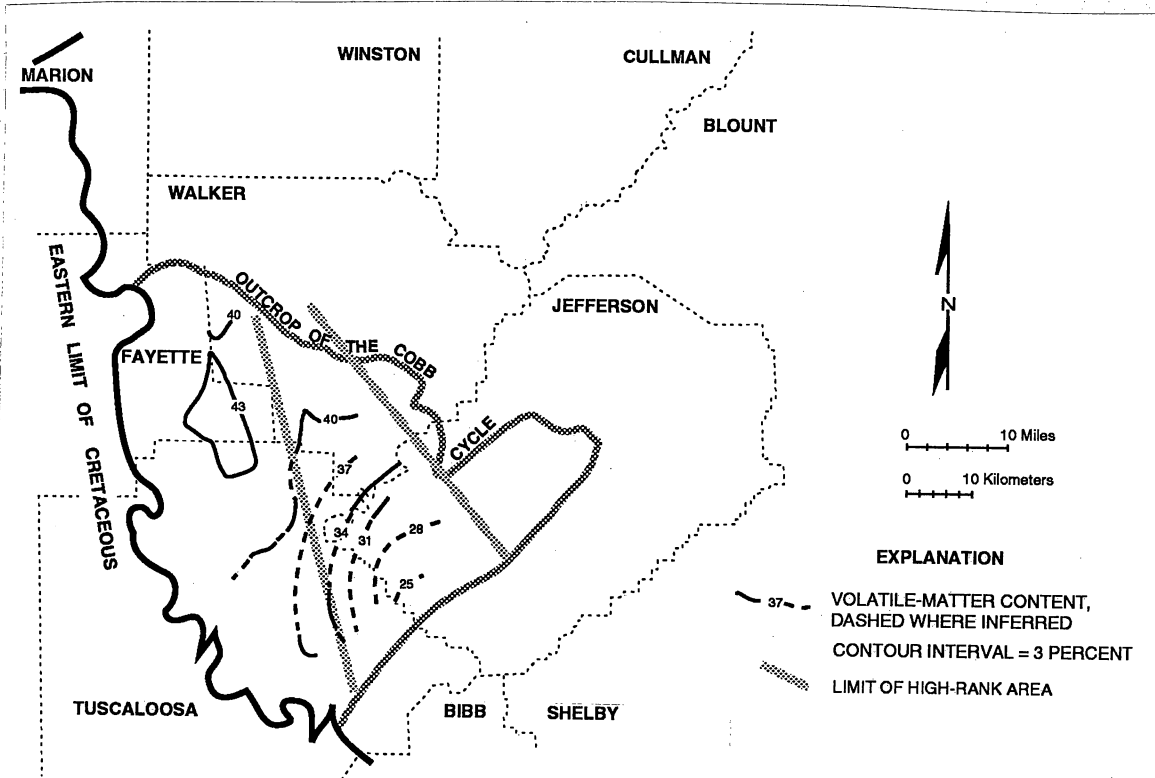 MARION
WINSTON
CULLMAN
BLOUNT
WALKER
EASTERN LIMIT OF CRETACEOUS
OUTCROP OF THE COBB CYCLE
JEFFERSON
40
FAYETTE
43
40
37
34
31
28
25
TUSCALOOSA
BIBB
SHELBY
N
0 10 Miles
0 10 Kilometers
EXPLANATION
37 VOLATILE-MATTER CONTENT,
DASHED WHERE INFERRED
CONTOUR INTERVAL = 3 PERCENT
LIMIT OF HIGH-RANK AREA